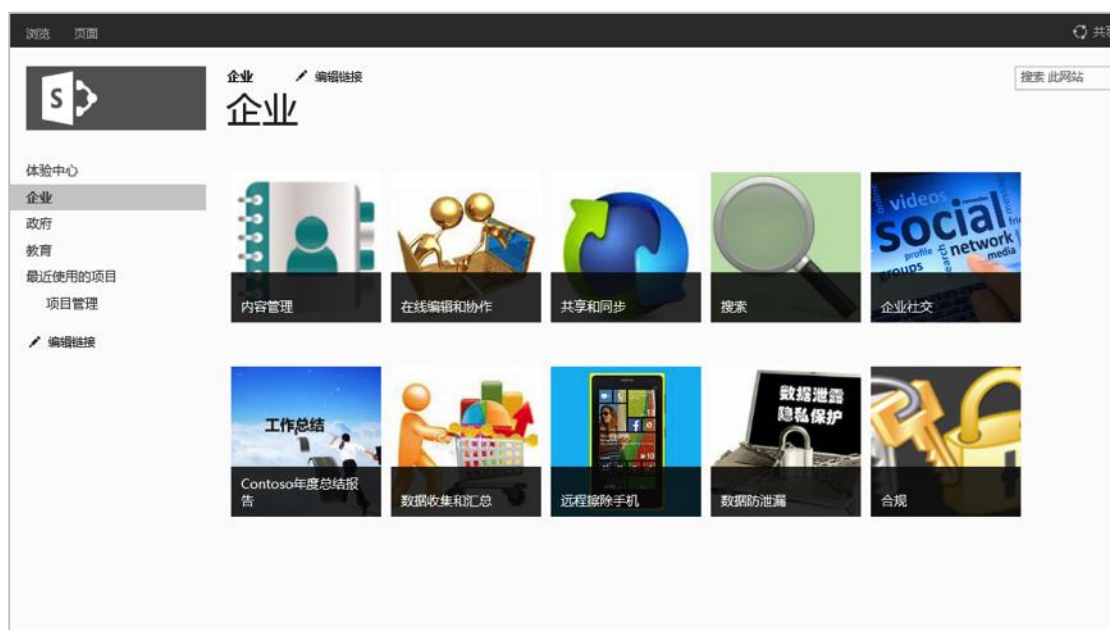 浏览 页面 共享
S
企业 编辑链接
搜索 此网站
企业
体验中心
企业
政府
教育
最近使用的项目
项目管理
编辑链接
内容管理
在线编辑和协作
共享和同步
搜索
online
videos
social
profile
network
groups
search
media
企业社交
工作总结
Contoso年度总结报
告
数据收集和汇总
远程擦除手机
数据泄露
隐私保护
数据防泄漏
合规